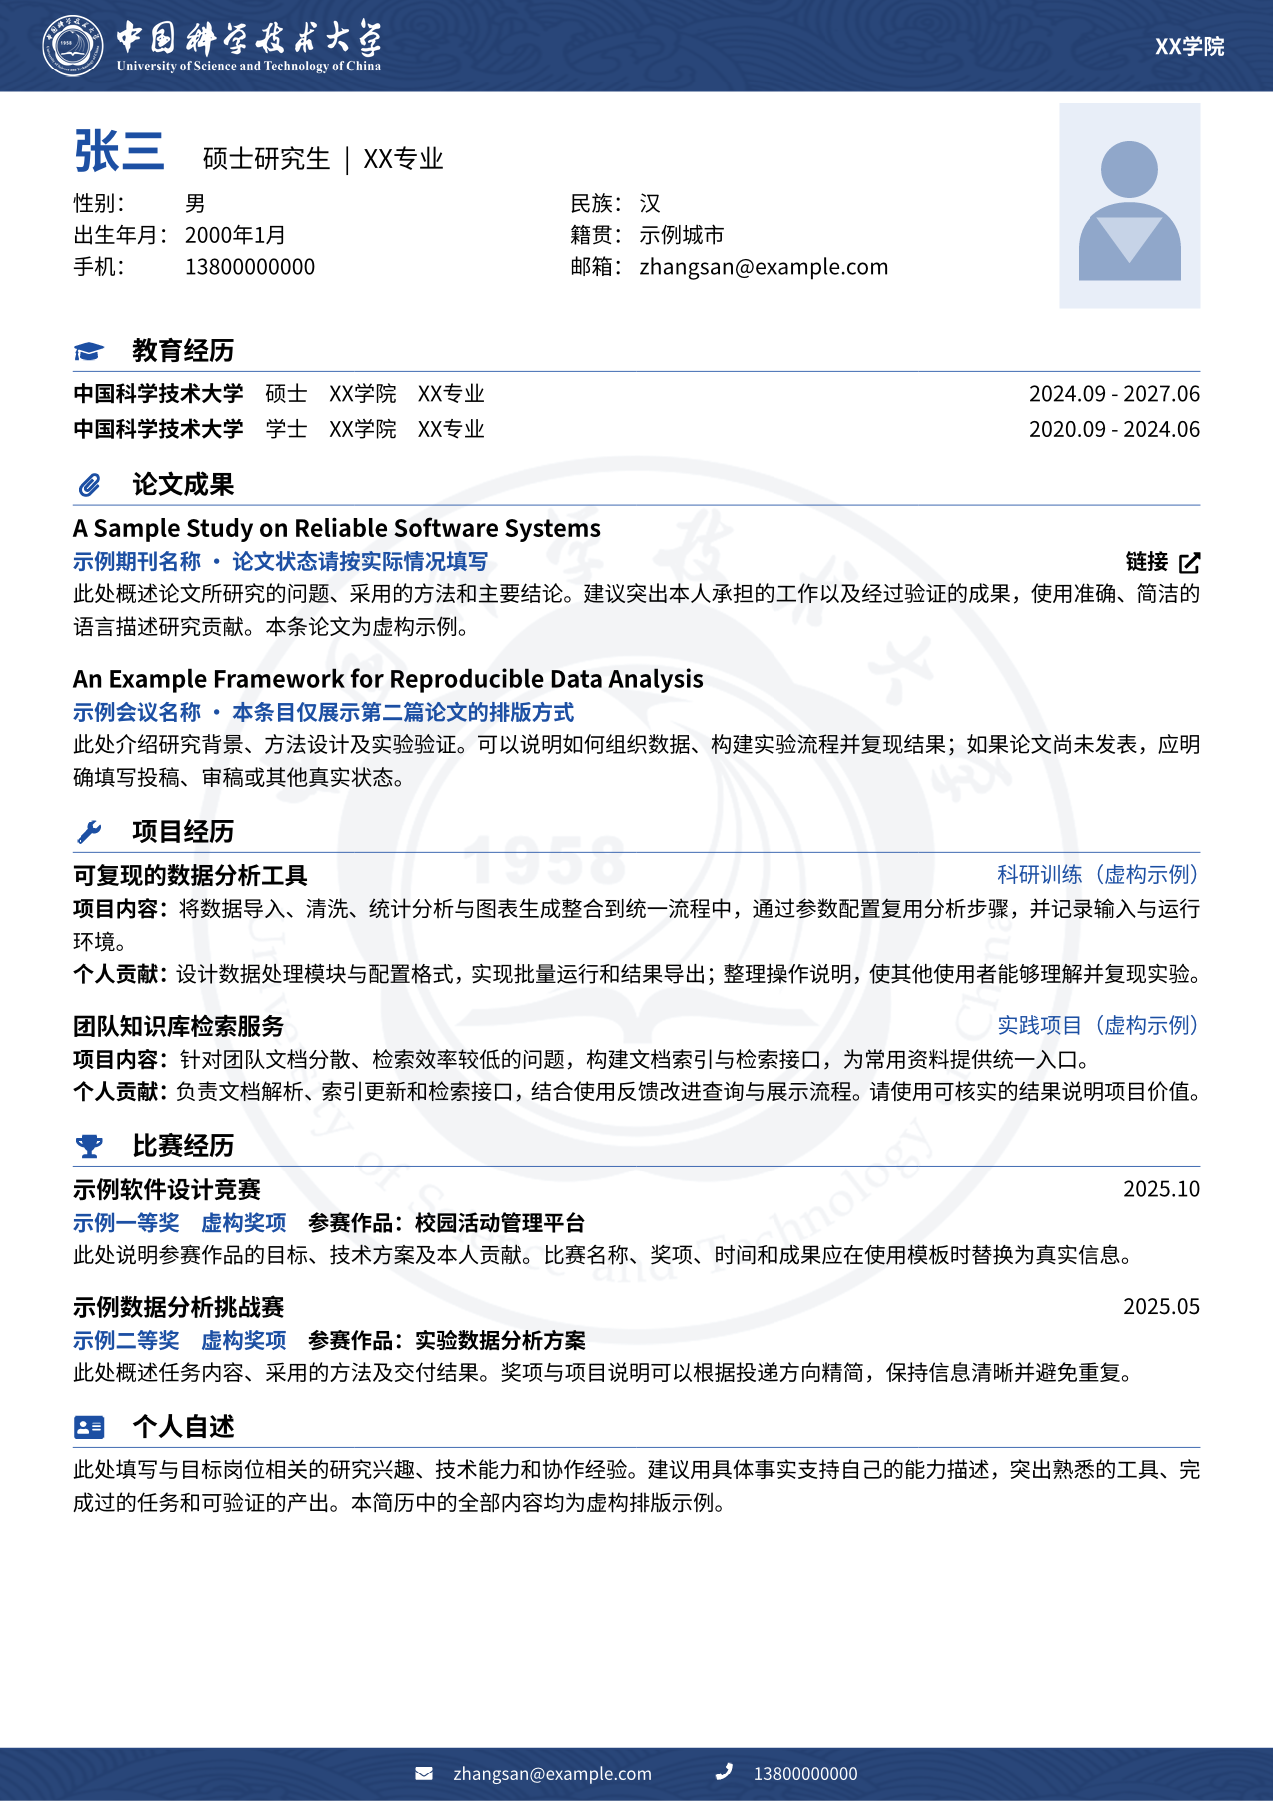 中国科学技术大学
University of Science and Technology of China
1958
XX学院
张三 硕士研究生 | XX专业
性别： 男 民族： 汉
出生年月： 2000年1月 籍贯： 示例城市
手机： 13800000000 邮箱： zhangsan@example.com
教育经历
中国科学技术大学 硕士 XX学院 XX专业 2024.09 - 2027.06
中国科学技术大学 学士 XX学院 XX专业 2020.09 - 2024.06
论文成果
A Sample Study on Reliable Software Systems
示例期刊名称 · 论文状态请按实际情况填写 链接
此处概述论文所研究的问题、采用的方法和主要结论。建议突出本人承担的工作以及经过验证的成果，使用准确、简洁的
语言描述研究贡献。本条论文为虚构示例。
An Example Framework for Reproducible Data Analysis
示例会议名称 · 本条目仅展示第二篇论文的排版方式
此处介绍研究背景、方法设计及实验验证。可以说明如何组织数据、构建实验流程并复现结果；如果论文尚未发表，应明
确填写投稿、审稿或其他真实状态。
项目经历
可复现的数据分析工具 科研训练（虚构示例）
项目内容：将数据导入、清洗、统计分析与图表生成整合到统一流程中，通过参数配置复用分析步骤，并记录输入与运行
环境。
个人贡献：设计数据处理模块与配置格式，实现批量运行和结果导出；整理操作说明，使其他使用者能够理解并复现实验。
团队知识库检索服务 实践项目（虚构示例）
项目内容：针对团队文档分散、检索效率较低的问题，构建文档索引与检索接口，为常用资料提供统一入口。
个人贡献：负责文档解析、索引更新和检索接口，结合使用反馈改进查询与展示流程。请使用可核实的结果说明项目价值。
比赛经历
示例软件设计竞赛 2025.10
示例一等奖 虚构奖项 参赛作品：校园活动管理平台
此处说明参赛作品的目标、技术方案及本人贡献。比赛名称、奖项、时间和成果应在使用模板时替换为真实信息。
示例数据分析挑战赛 2025.05
示例二等奖 虚构奖项 参赛作品：实验数据分析方案
此处概述任务内容、采用的方法及交付结果。奖项与项目说明可以根据投递方向精简，保持信息清晰并避免重复。
个人自述
此处填写与目标岗位相关的研究兴趣、技术能力和协作经验。建议用具体事实支持自己的能力描述，突出熟悉的工具、完
成过的任务和可验证的产出。本简历中的全部内容均为虚构排版示例。
中国科学技术大学
1958
University of Science and Technology of China
zhangsan@example.com 13800000000